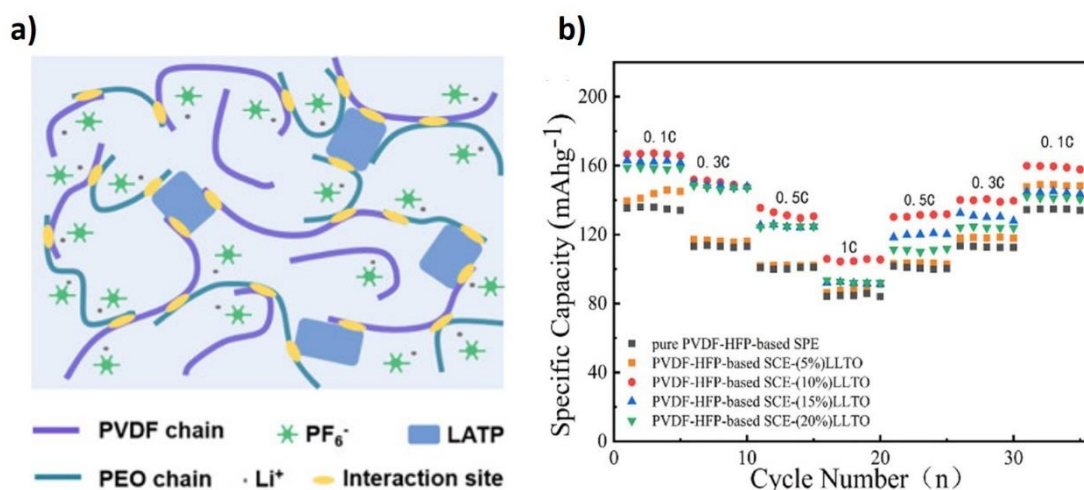 a)
PVDF chain
PF₆⁻
LATP
PEO chain
Li⁺
Interaction site
b)
Specific Capacity (mAhg⁻¹)
200
160
120
80
40
0
0.1C
0.3C
0.5C
1C
0.5C
0.3C
0.1C
pure PVDF-HFP-based SPE
PVDF-HFP-based SCE-(5%)LLTO
PVDF-HFP-based SCE-(10%)LLTO
PVDF-HFP-based SCE-(15%)LLTO
PVDF-HFP-based SCE-(20%)LLTO
0 10 20 30
Cycle Number (n)